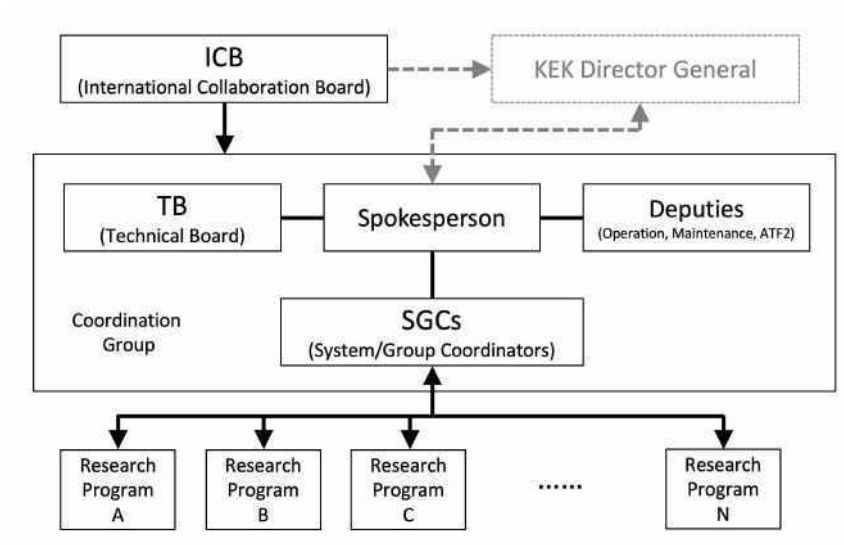 ICB
(International Collaboration Board)
KEK Director General
TB
(Technical Board)
Spokesperson
Deputies
(Operation, Maintenance, ATF2)
Coordination
Group
SGCs
(System/Group Coordinators)
Research
Program
A
Research
Program
B
Research
Program
C
......
Research
Program
N